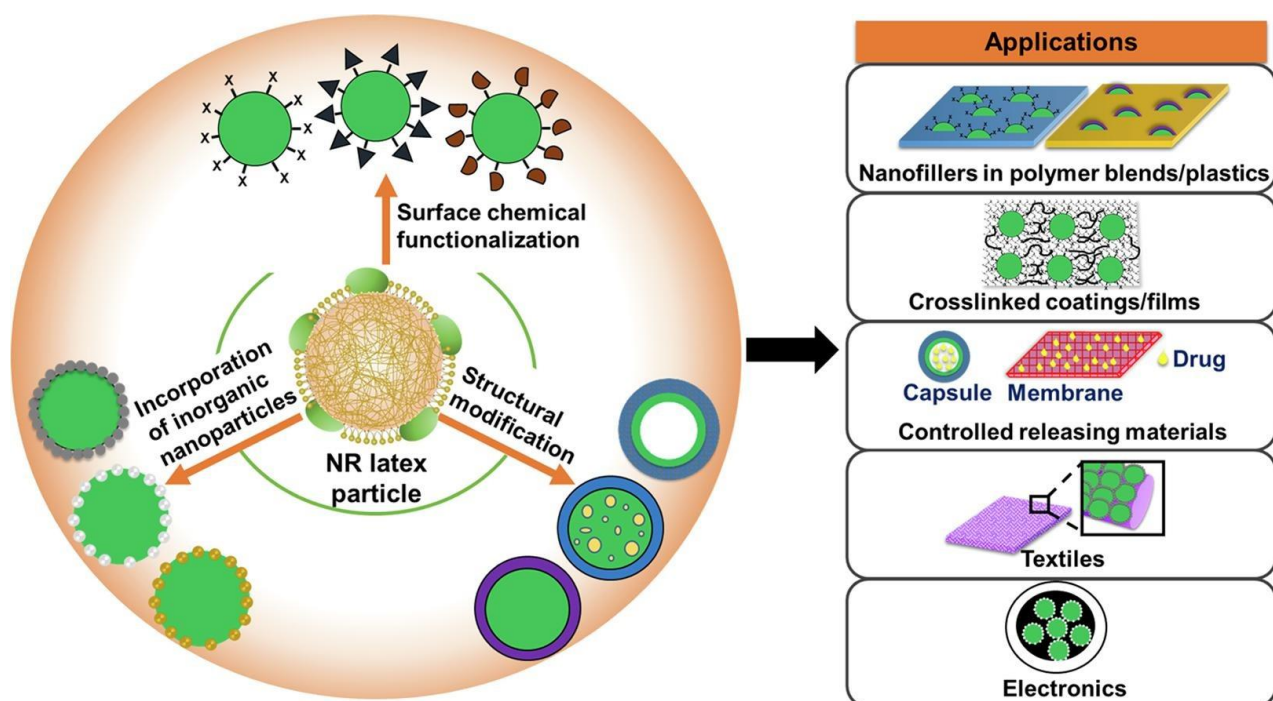 X X X X X X X X X X
Surface chemical
functionalization
Incorporation
of inorganic
nanoparticles
Structural
modification
NR latex
particle
Applications
Nanofillers in polymer blends/plastics
Crosslinked coatings/films
Capsule
Membrane
Drug
Controlled releasing materials
Textiles
Electronics